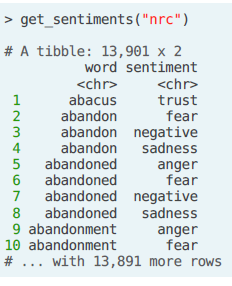 > get_sentiments("nrc")
# A tibble: 13,901 x 2
word sentiment
<chr> <chr>
1 abacus trust
2 abandon fear
3 abandon negative
4 abandon sadness
5 abandoned anger
6 abandoned fear
7 abandoned negative
8 abandoned sadness
9 abandonment anger
10 abandonment fear
# ... with 13,891 more rows